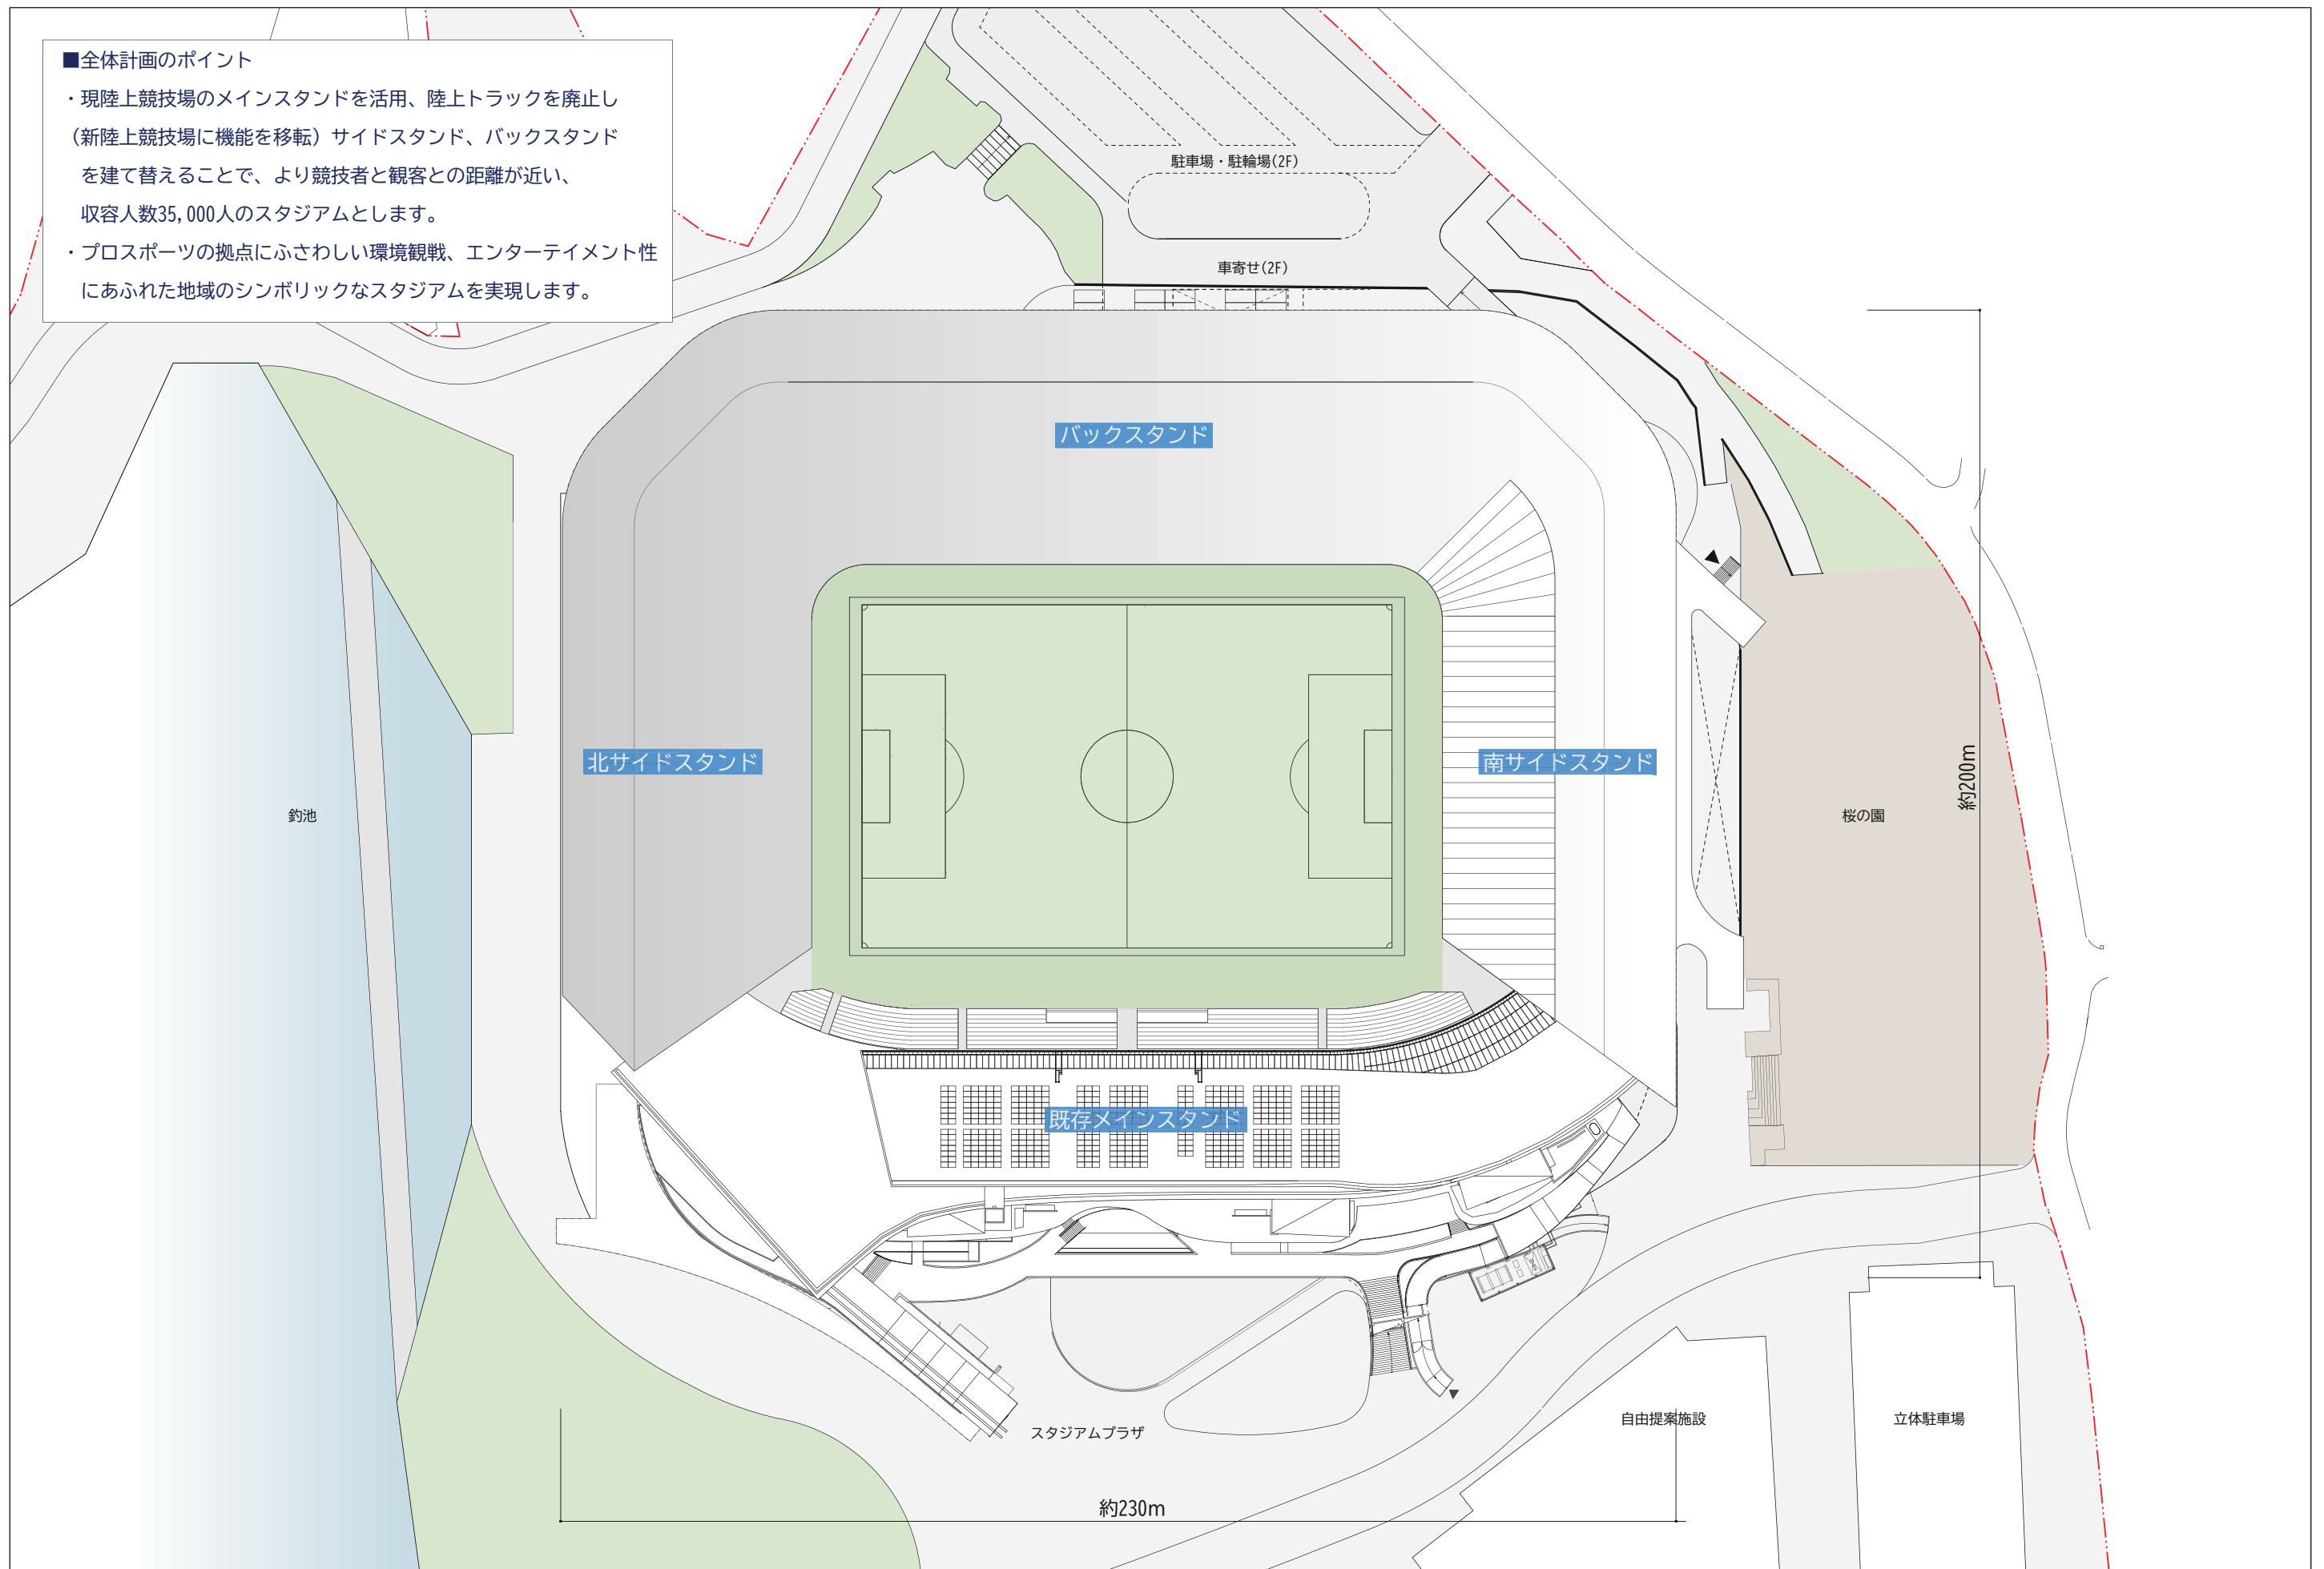 ■全体計画のポイント
・現陸上競技場のメインスタンドを活用、陸上トラックを廃止し
（新陸上競技場に機能を移転）サイドスタンド、バックスタンド
を建て替えることで、より競技者と観客との距離が近い、
収容人数35,000人のスタジアムとします。
・プロスポーツの拠点にふさわしい環境観戦、エンターテイメント性
にあふれた地域のシンボリックなスタジアムを実現します。
駐車場・駐輪場(2F)
車寄せ(2F)
バックスタンド
北サイドスタンド
南サイドスタンド
約200m
釣池
桜の園
既存メインスタンド
自由提案施設
立体駐車場
スタジアムプラザ
約230m